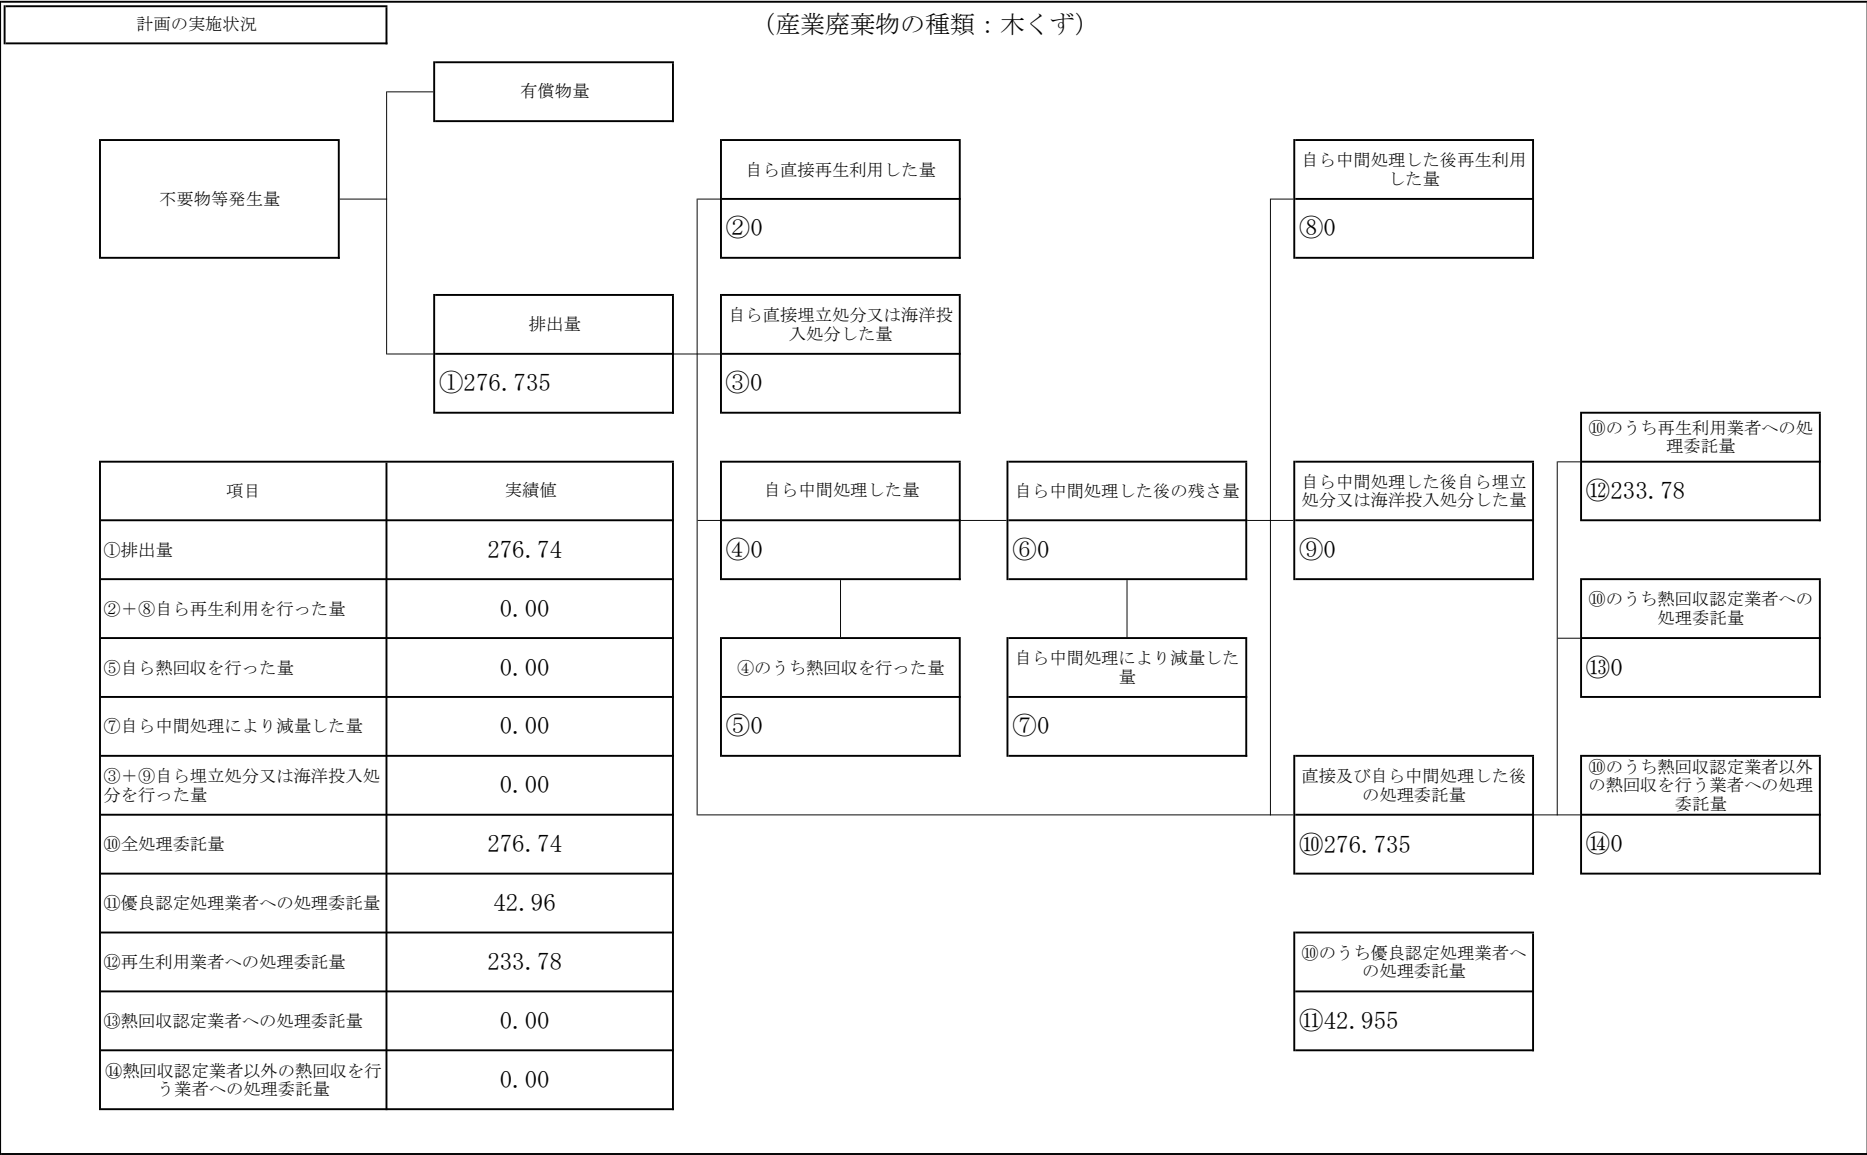 計画の実施状況
（産業廃棄物の種類：木くず）
有償物量
不要物等発生量
自ら直接再生利用した量
②0
自ら中間処理した後再生利用
した量
⑧0
排出量
①276.735
自ら直接埋立処分又は海洋投
入処分した量
③0
⑩のうち再生利用業者への処
理委託量
⑫233.78
自ら中間処理した量
④0
自ら中間処理した後の残さ量
⑥0
自ら中間処理した後自ら埋立
処分又は海洋投入処分した量
⑨0
⑩のうち熱回収認定業者への
処理委託量
⑬0
④のうち熱回収を行った量
⑤0
自ら中間処理により減量した
量
⑦0
直接及び自ら中間処理した後
の処理委託量
⑩276.735
⑩のうち熱回収認定業者以外
の熱回収を行う業者への処理
委託量
⑭0
⑩のうち優良認定処理業者へ
の処理委託量
⑪42.955
項目 実績値
①排出量 276.74
②＋⑧自ら再生利用を行った量 0.00
⑤自ら熱回収を行った量 0.00
⑦自ら中間処理により減量した量 0.00
③＋⑨自ら埋立処分又は海洋投入処
分を行った量 0.00
⑩全処理委託量 276.74
⑪優良認定処理業者への処理委託量 42.96
⑫再生利用業者への処理委託量 233.78
⑬熱回収認定業者への処理委託量 0.00
⑭熱回収認定業者以外の熱回収を行
う業者への処理委託量 0.00